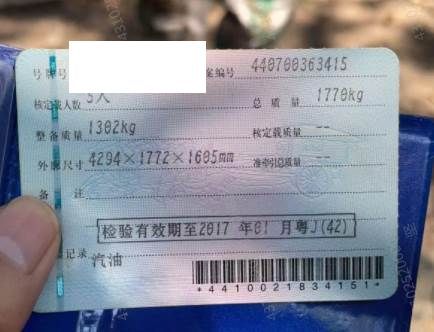 号牌号 案编号 440700363415
核定载人数 5人 总质量 1770kg
整备质量 1302kg 核定载质量 --
外廓尺寸 4294×1772×1605mm 准牵引总质量 --
备注
检验有效期至2017年01月粤J(42)
记录 汽油
*4410021834151*